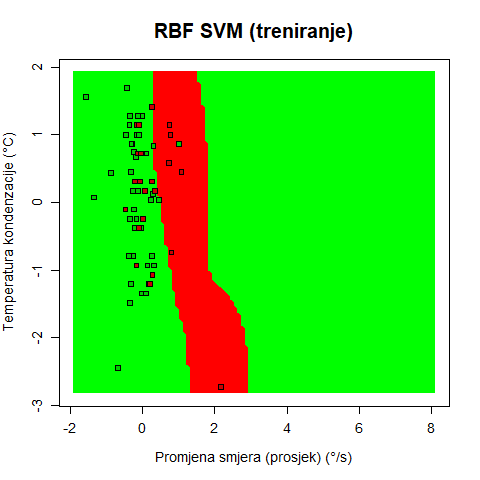 RBF SVM (treniranje)
Temperatura kondenzacije (°C)
2
1
0
-1
-2
-3
-2 0 2 4 6 8
Promjena smjera (prosjek) (°/s)